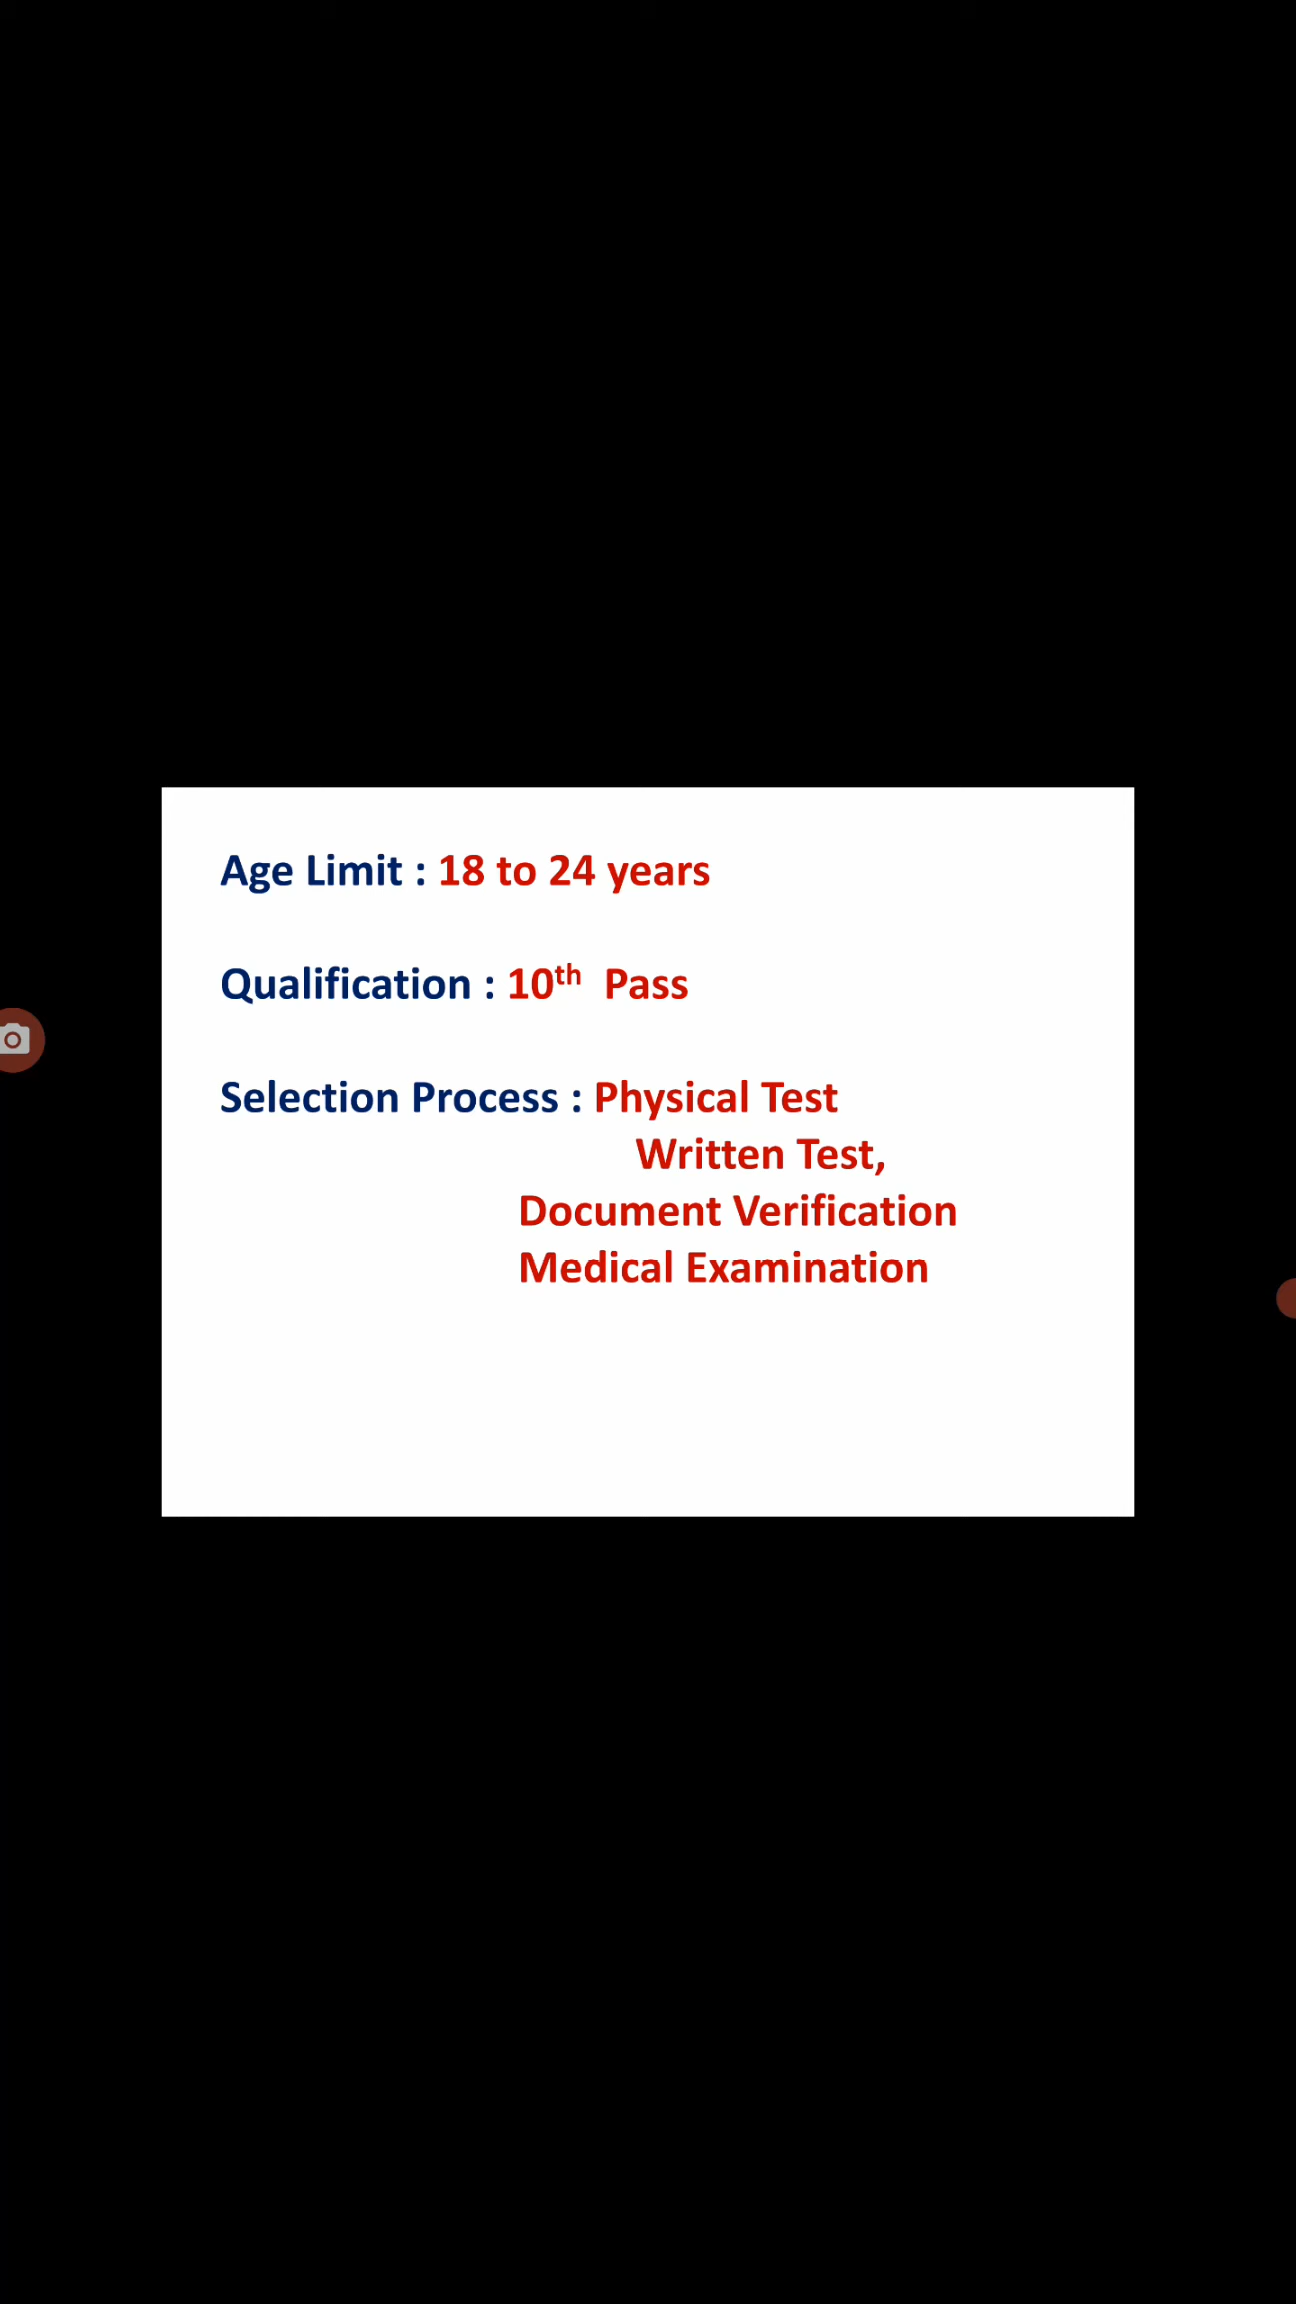 Age Limit : 18 to 24 years
Qualification : 10th Pass
Selection Process : Physical Test
Written Test,
Document Verification
Medical Examination